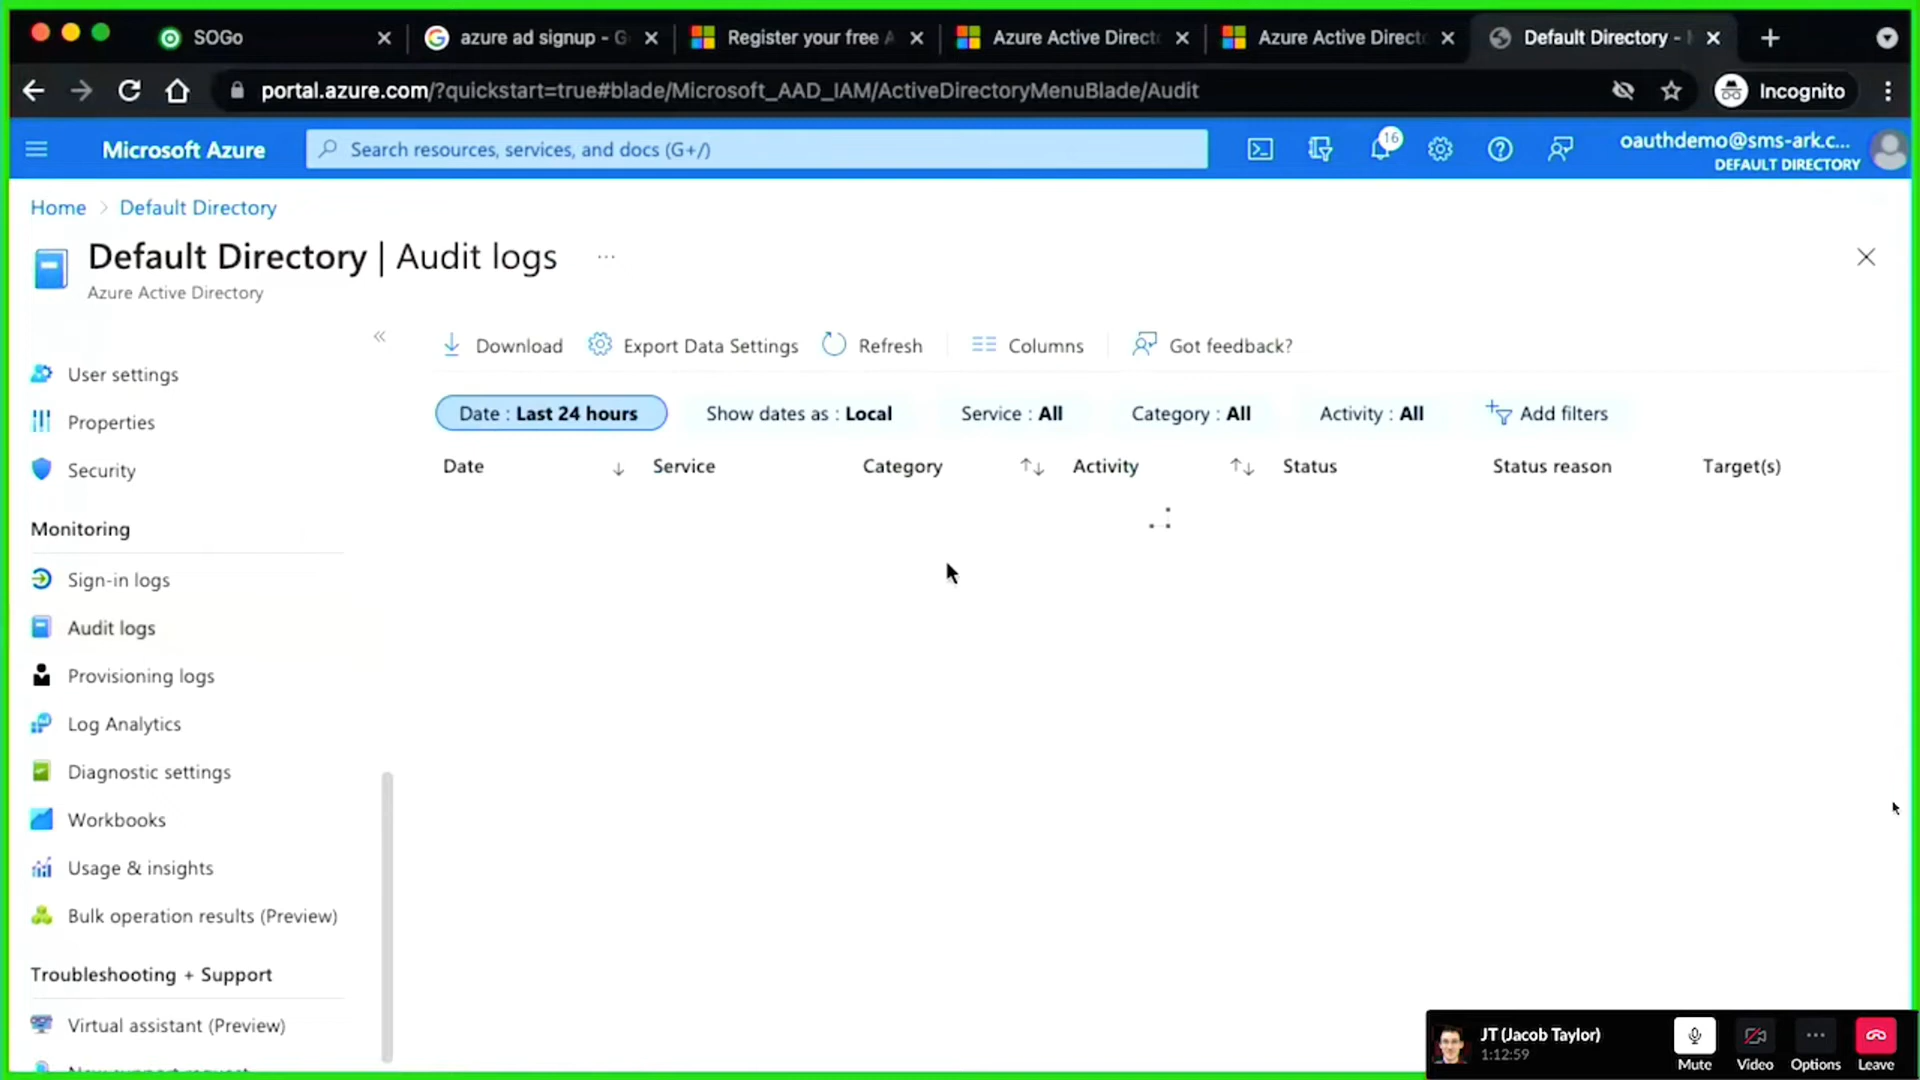 SOGo
azure ad signup - G
Register your free A
Azure Active Direct
Azure Active Direct
Default Directory -
portal.azure.com/?quickstart=true#blade/Microsoft_AAD_IAM/ActiveDirectoryMenuBlade/Audit
Incognito
Microsoft Azure
Search resources, services, and docs (G+/)
16
oauthdemo@sms-ark.c...
DEFAULT DIRECTORY
Home > Default Directory
Default Directory | Audit logs ...
Azure Active Directory
«
Download
Export Data Settings
Refresh
Columns
Got feedback?
Date : Last 24 hours
Show dates as : Local
Service : All
Category : All
Activity : All
Add filters
Date
Service
Category
Activity
Status
Status reason
Target(s)
User settings
Properties
Security
Monitoring
Sign-in logs
Audit logs
Provisioning logs
Log Analytics
Diagnostic settings
Workbooks
Usage & insights
Bulk operation results (Preview)
Troubleshooting + Support
Virtual assistant (Preview)
JT (Jacob Taylor)
1:12:59
Mute
Video
Options
Leave